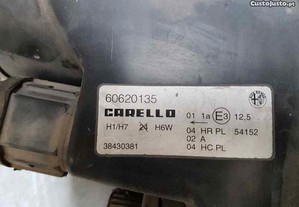 CustoJusto.pt
60620135
CARELLO
H1/H7 24 H6W
38430381
01 1a E3 12,5
04 HR PL 54152
02 A
04 HC PL